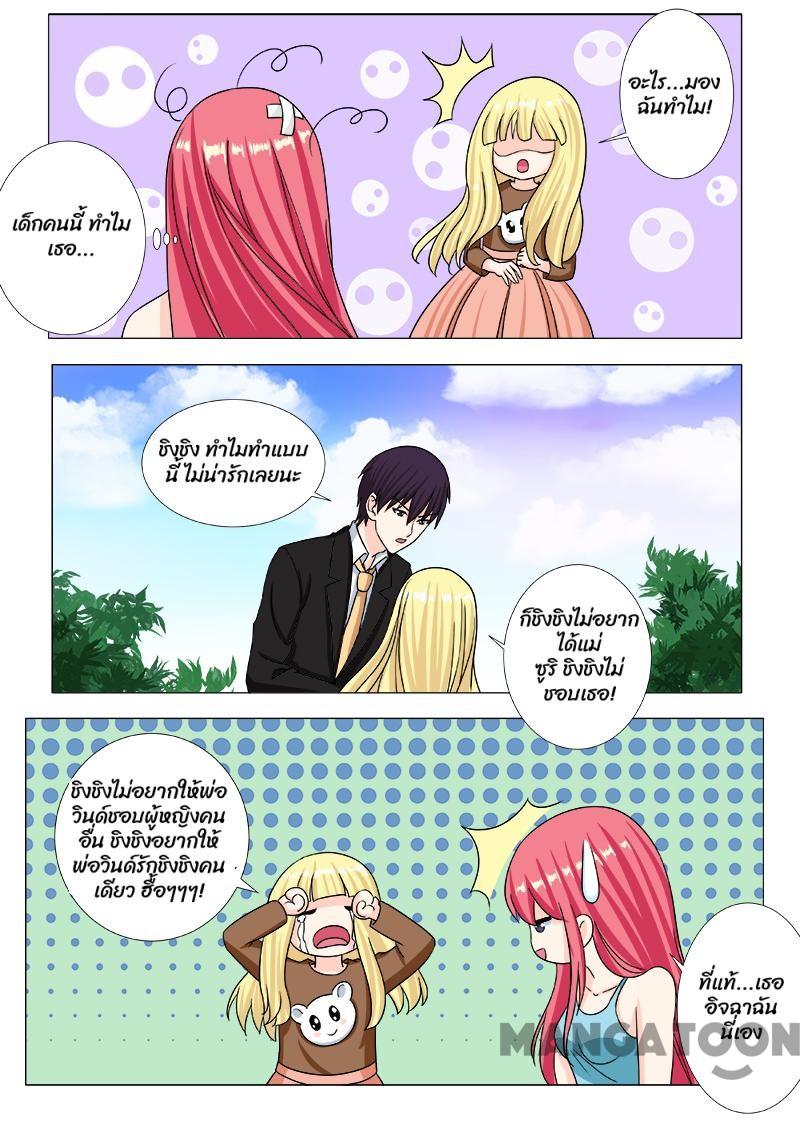 อะไร...มอง
ฉันทำไม!
เด็กคนนี้ ทำไม
เธอ...
ชิงชิง ทำไมทำแบบ
นี้ ไม่น่ารักเลยนะ
ก็ชิงชิงไม่อยาก
ได้แม่
ซูริ ชิงชิงไม่
ชอบเธอ!
ชิงชิงไม่อยากให้พ่อ
วินด์ชอบผู้หญิงคน
อื่น ชิงชิงอยากให้
พ่อวินด์รักชิงชิงคน
เดียว ฮื้อๆๆๆ!
ที่แท้...เธอ
อิจฉาฉัน
นี่เอง
MANGATOON